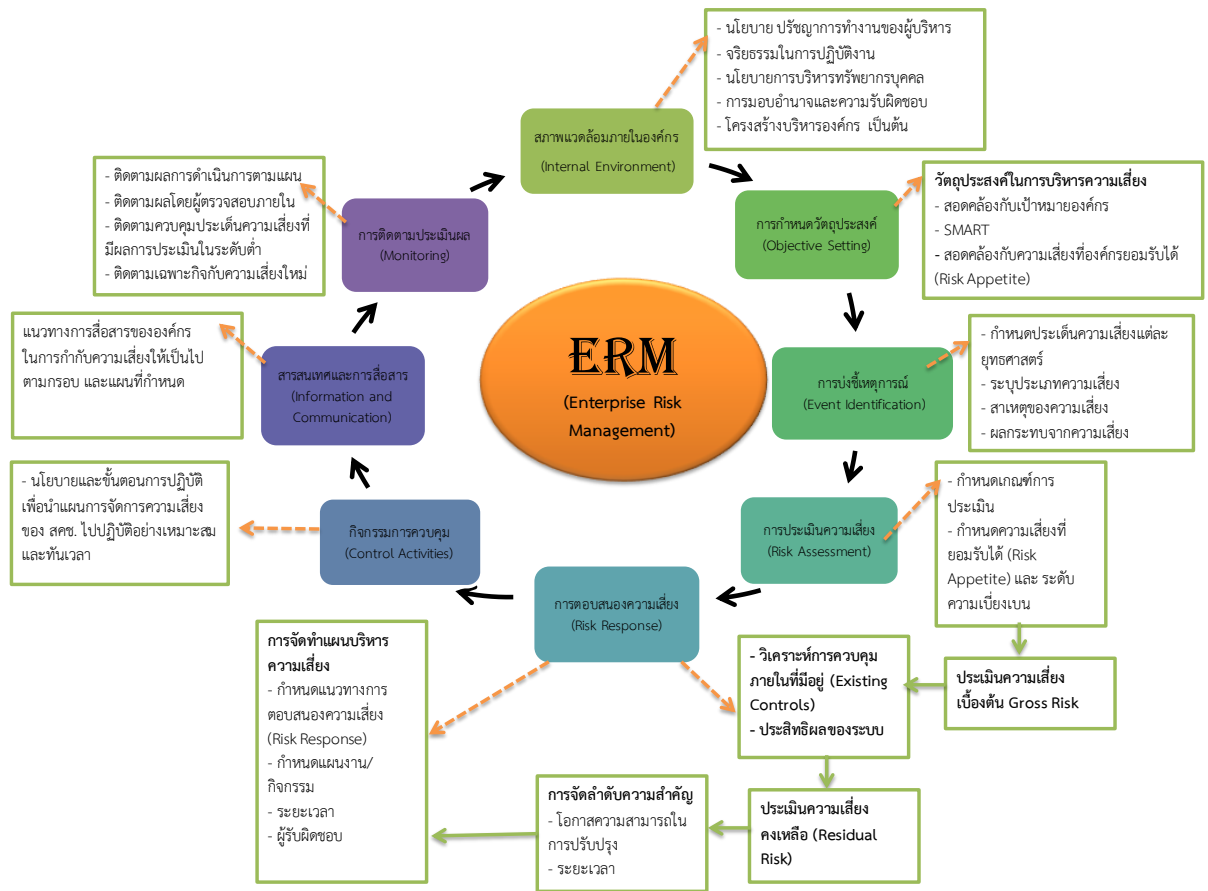 - นโยบาย ปรัชญาการทำงานของผู้บริหาร
- จริยธรรมในการปฏิบัติงาน
- นโยบายการบริหารทรัพยากรบุคคล
- การมอบอำนาจและความรับผิดชอบ
- โครงสร้างบริหารองค์กร เป็นต้น
สภาพแวดล้อมภายในองค์กร
(Internal Environment)
วัตถุประสงค์ในการบริหารความเสี่ยง
- สอดคล้องกับเป้าหมายองค์กร
- SMART
- สอดคล้องกับความเสี่ยงที่องค์กรยอมรับได้
(Risk Appetite)
การกำหนดวัตถุประสงค์
(Objective Setting)
- ติดตามผลการดำเนินการตามแผน
- ติดตามผลโดยผู้ตรวจสอบภายใน
- ติดตามควบคุมประเด็นความเสี่ยงที่
มีผลการประเมินในระดับต่ำ
- ติดตามเฉพาะกิจกับความเสี่ยงใหม่
การติดตามประเมินผล
(Monitoring)
ERM
(Enterprise Risk
Management)
- กำหนดประเด็นความเสี่ยงแต่ละ
ยุทธศาสตร์
- ระบุประเภทความเสี่ยง
- สาเหตุของความเสี่ยง
- ผลกระทบจากความเสี่ยง
การบ่งชี้เหตุการณ์
(Event Identification)
แนวทางการสื่อสารขององค์กร
ในการกำกับความเสี่ยงให้เป็นไป
ตามกรอบ และแผนที่กำหนด
สารสนเทศและการสื่อสาร
(Information and
Communication)
- นโยบายและขั้นตอนการปฏิบัติ
เพื่อนำแผนการจัดการความเสี่ยง
ของ สคช. ไปปฏิบัติอย่างเหมาะสม
และทันเวลา
กิจกรรมการควบคุม
(Control Activities)
การประเมินความเสี่ยง
(Risk Assessment)
- กำหนดเกณฑ์การ
ประเมิน
- กำหนดความเสี่ยงที่
ยอมรับได้ (Risk
Appetite) และ ระดับ
ความเบี่ยงเบน
การตอบสนองความเสี่ยง
(Risk Response)
การจัดทำแผนบริหาร
ความเสี่ยง
- กำหนดแนวทางการ
ตอบสนองความเสี่ยง
(Risk Response)
- กำหนดแผนงาน/
กิจกรรม
- ระยะเวลา
- ผู้รับผิดชอบ
- วิเคราะห์การควบคุม
ภายในที่มีอยู่ (Existing
Controls)
- ประสิทธิผลของระบบ
ประเมินความเสี่ยง
เบื้องต้น Gross Risk
การจัดลำดับความสำคัญ
- โอกาสความสามารถใน
การปรับปรุง
- ระยะเวลา
ประเมินความเสี่ยง
คงเหลือ (Residual
Risk)